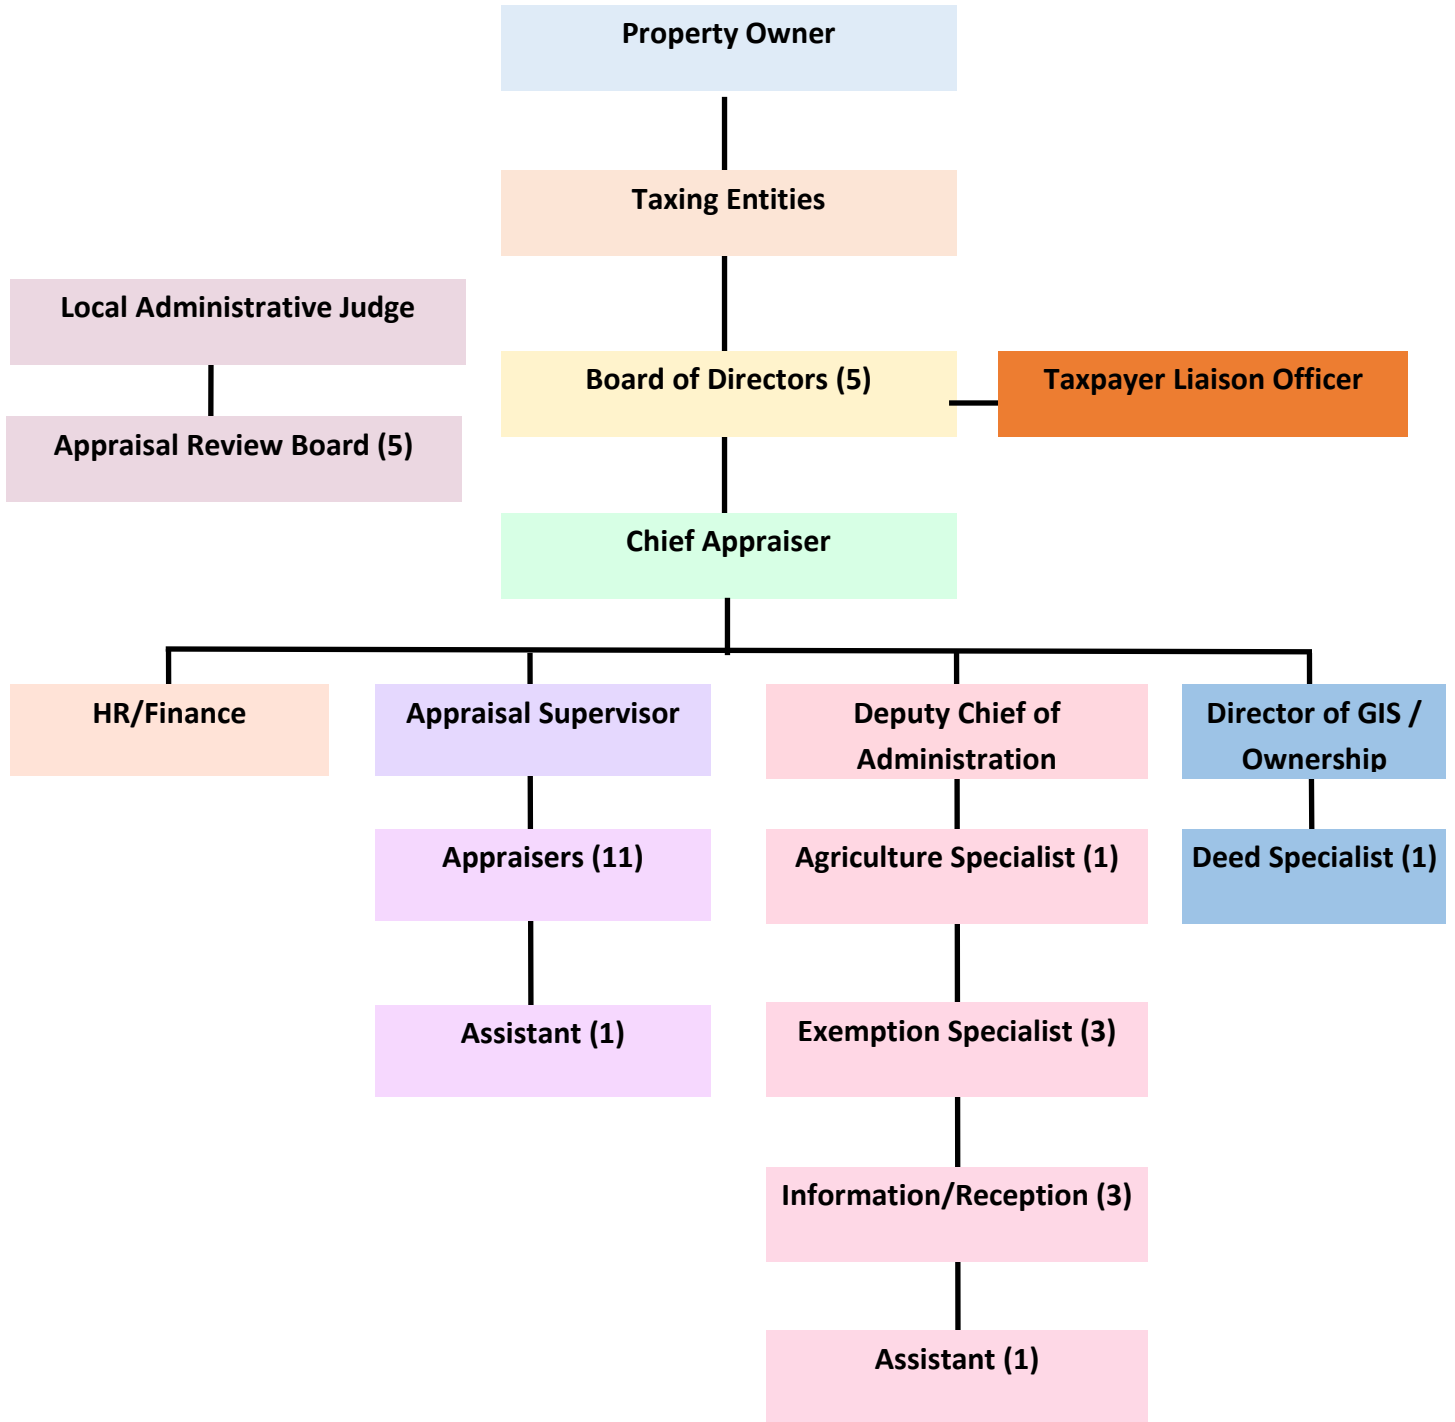 Property Owner
Taxing Entities
Local Administrative Judge
Board of Directors (5)
Taxpayer Liaison Officer
Appraisal Review Board (5)
Chief Appraiser
HR/Finance
Appraisal Supervisor
Deputy Chief of
Administration
Director of GIS /
Ownership
Appraisers (11)
Agriculture Specialist (1)
Deed Specialist (1)
Assistant (1)
Exemption Specialist (3)
Information/Reception (3)
Assistant (1)